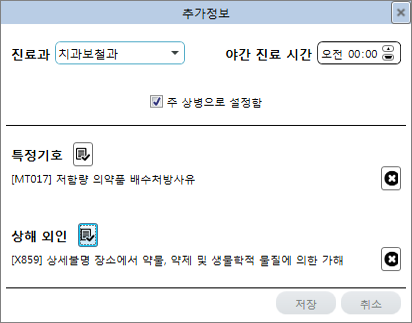 추가정보
진료과 치과보철과 야간 진료 시간 오전 00:00
주 상병으로 설정함
특정기호
[MT017] 저함량 의약품 배수처방사유
상해 외인
[X859] 상세불명 장소에서 약물, 약제 및 생물학적 물질에 의한 가해
저장 취소